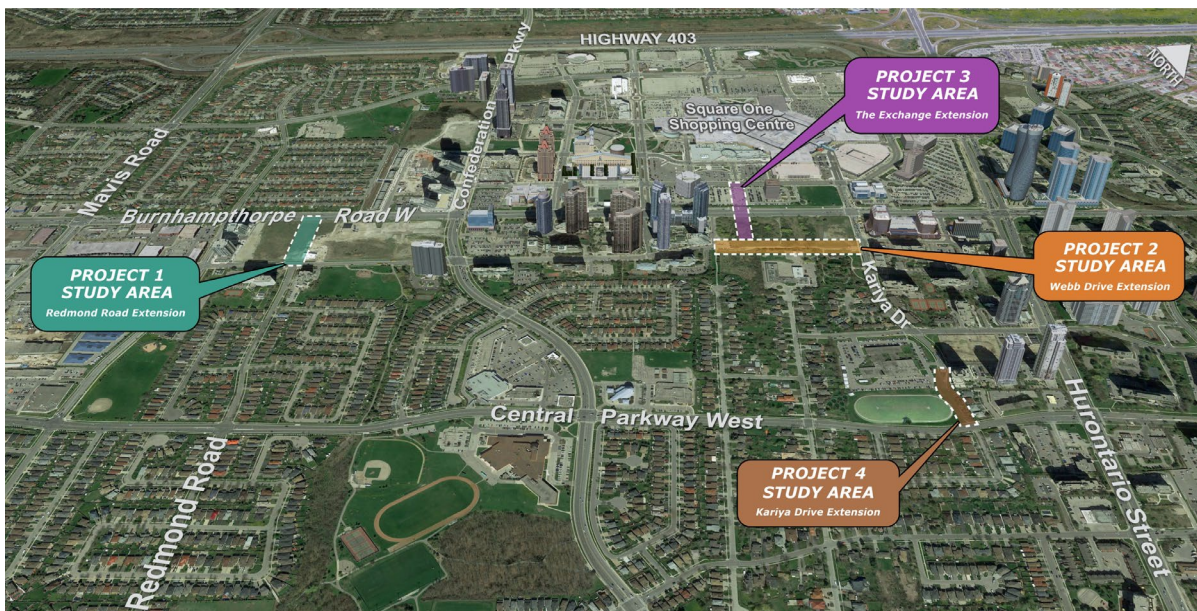 HIGHWAY 403
NORTH
Pkwy
Confederation
PROJECT 3
STUDY AREA
The Exchange Extension
Square One
Shopping Centre
Mavis Road
Burnhampthorpe Road W
PROJECT 1
STUDY AREA
Redmond Road Extension
PROJECT 2
STUDY AREA
Webb Drive Extension
Kariya Dr
Central Parkway West
Hurontario Street
PROJECT 4
STUDY AREA
Kariya Drive Extension
Redmond Road